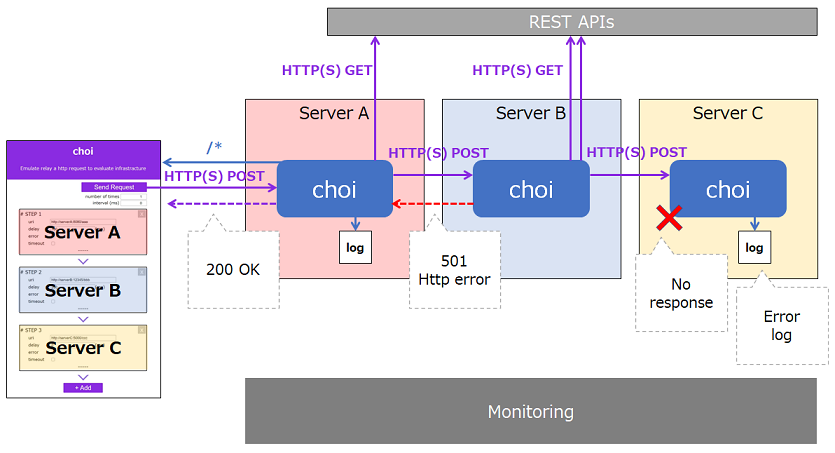 REST APIs
HTTP(S) GET
HTTP(S) GET
Server A
Server B
Server C
choi
Emulate relay a http request to evaluate infrastructure
/*
Send Request
HTTP(S) POST
HTTP(S) POST
HTTP(S) POST
choi
choi
choi
number of times
interval (ms)
# STEP 1
url
delay
error
timeout
Server A
log
log
200 OK
501
Http error
No
response
Error
log
# STEP 2
url
delay
error
timeout
Server B
# STEP 3
url
delay
error
timeout
Server C
+ Add
Monitoring